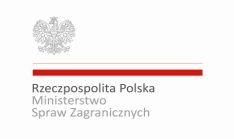 Rzeczpospolita Polska
Ministerstwo
Spraw Zagranicznych